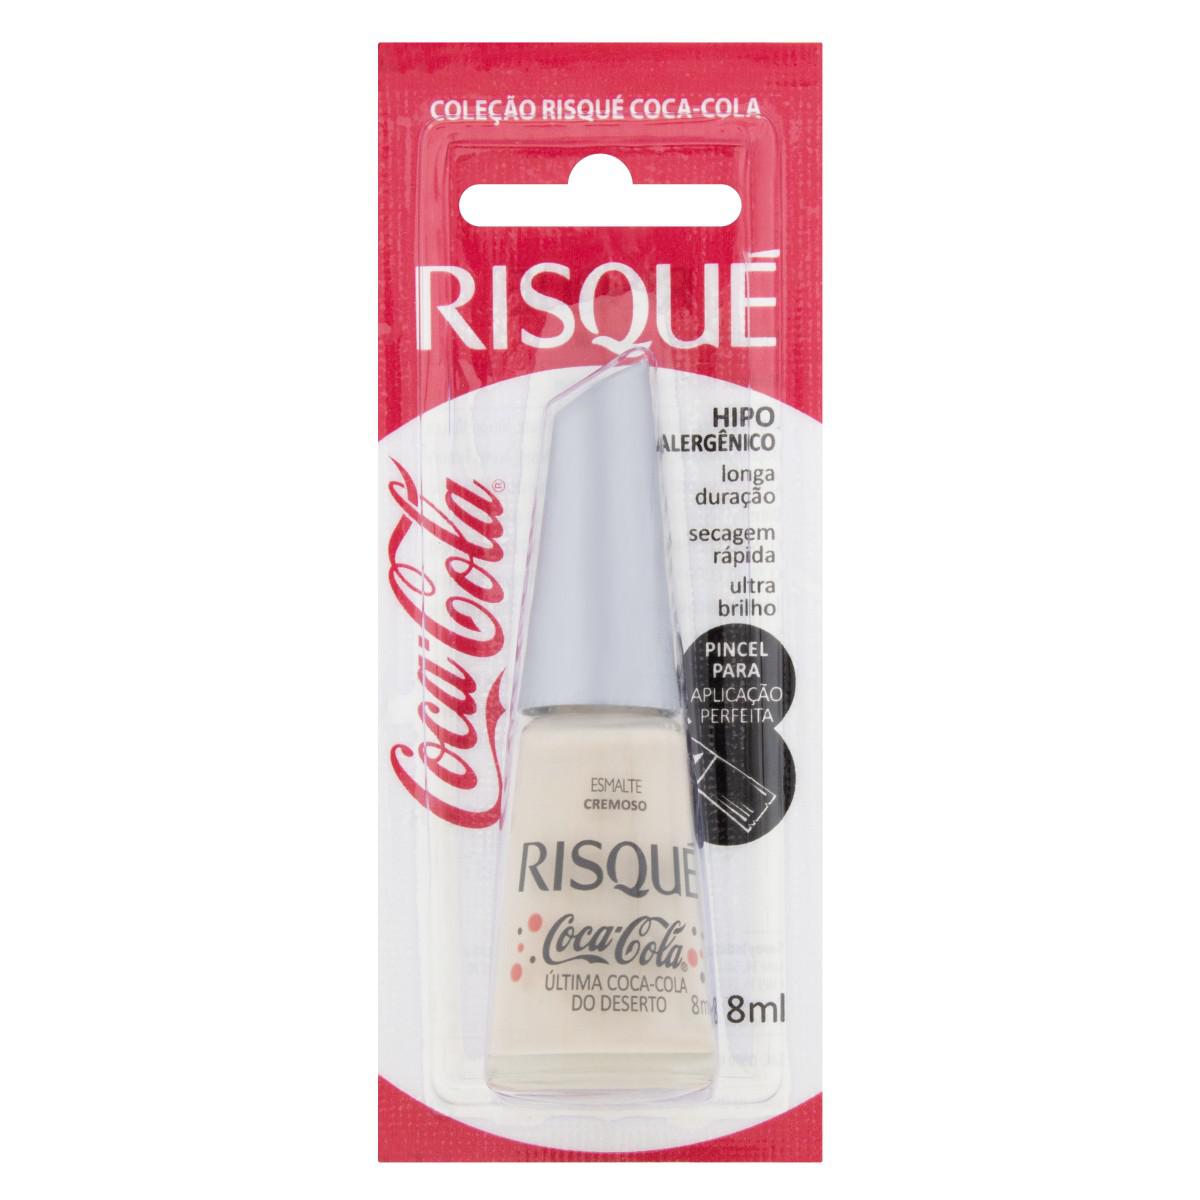 COLEÇÃO RISQUÉ COCA-COLA
RISQUÉ
Coca-Cola®
HIPO
ALERGÊNICO
longa
duração
secagem
rápida
ultra
brilho
PINCEL
PARA
APLICAÇÃO
PERFEITA
ESMALTE
CREMOSO
RISQUÉ
Coca-Cola®
ÚLTIMA COCA-COLA
DO DESERTO
8ml